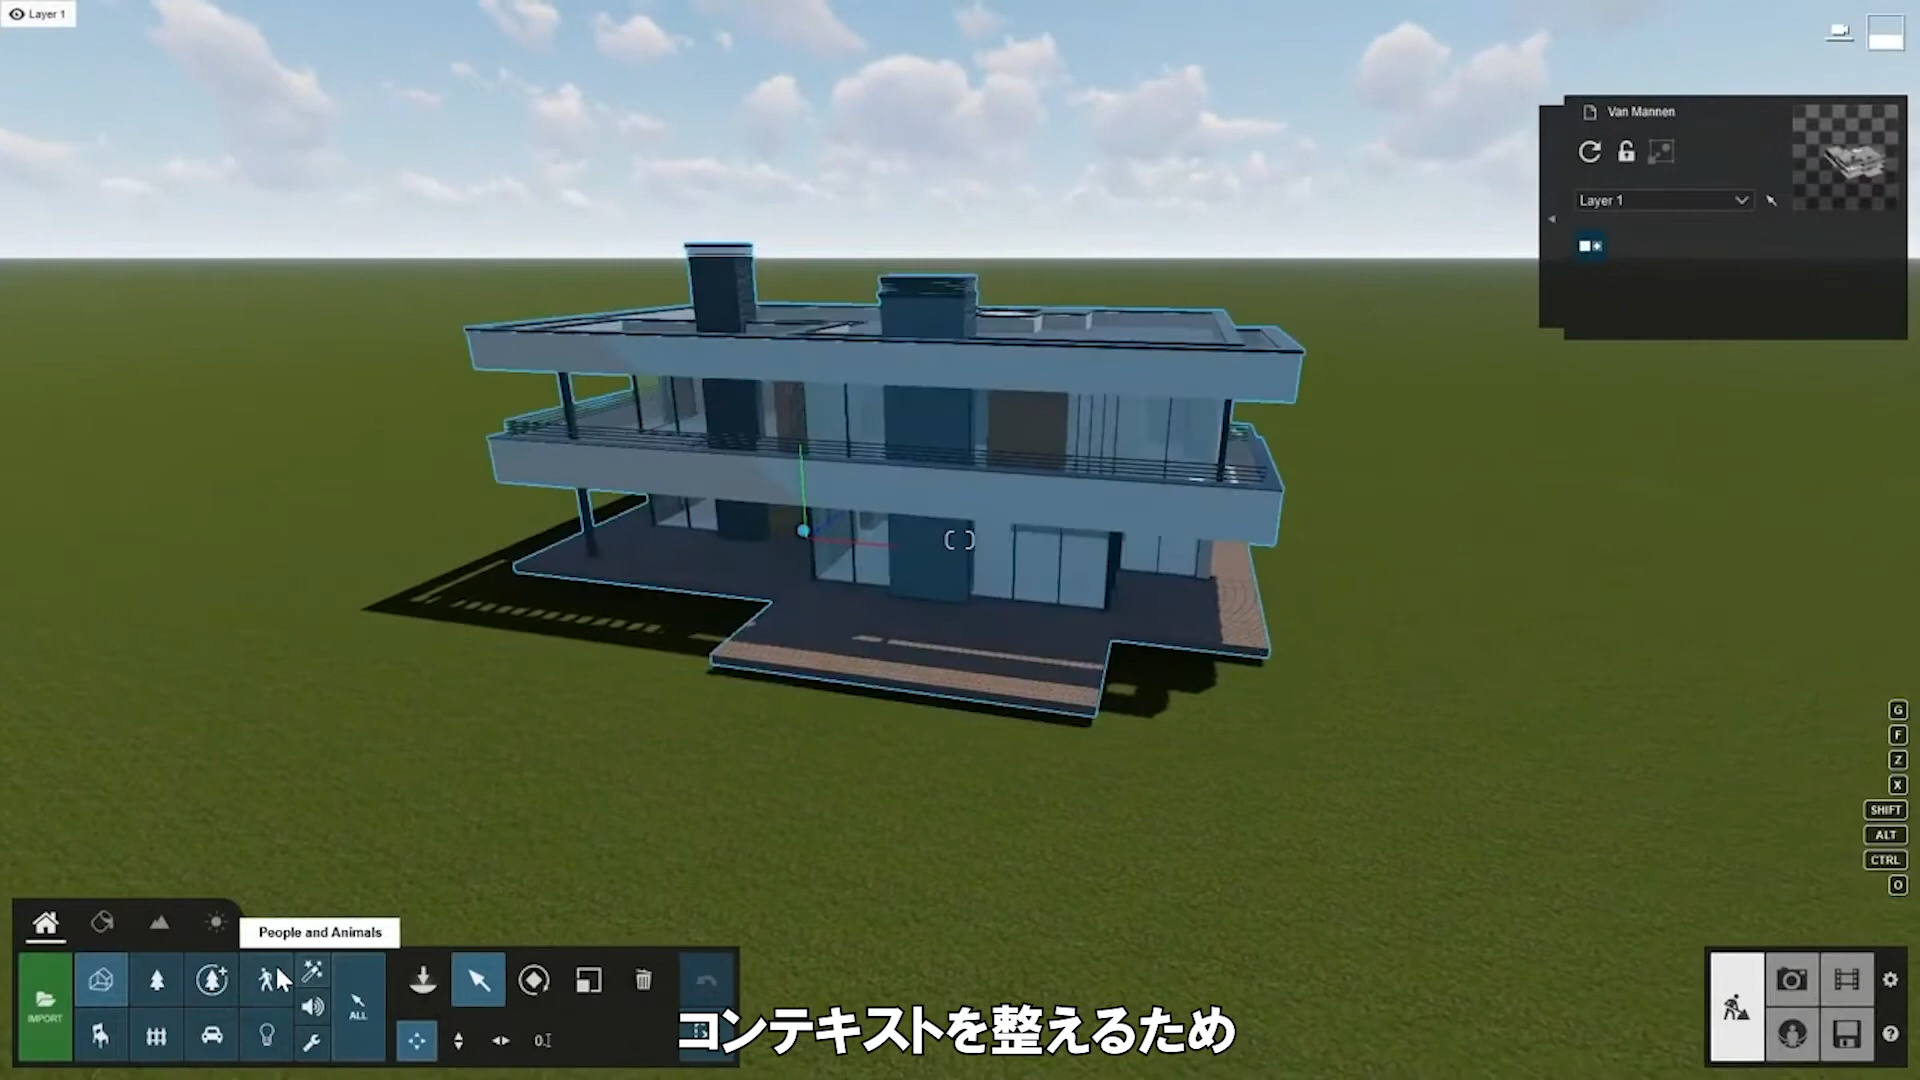 Layer 1
Van Mannen
Layer 1
G
F
Z
X
SHIFT
ALT
CTRL
O
People and Animals
IMPORT
ALL
コンテキストを整えるため